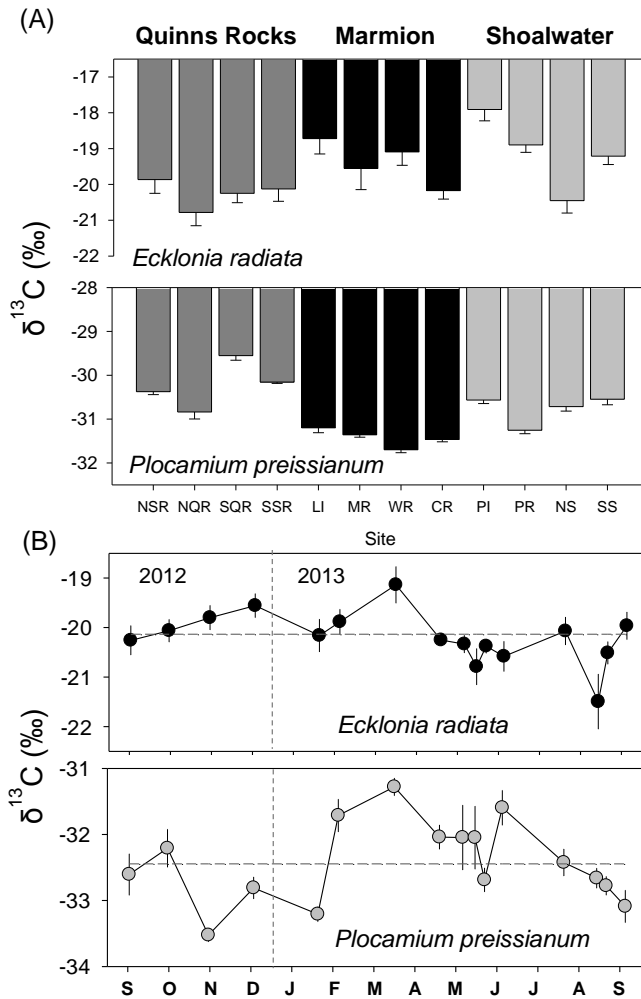 (A)
Quinns Rocks Marmion Shoalwater
-17
-18
-19
-20
-21
-22
Ecklonia radiata
δ13C (‰)
-28
-29
-30
-31
-32
Plocamium preissianum
NSR NQR SQR SSR LI MR WR CR PI PR NS SS
Site
(B)
2012 2013
-19
-20
-21
-22
Ecklonia radiata
δ13C (‰)
-31
-32
-33
-34
Plocamium preissianum
S O N D J F M A M J J A S